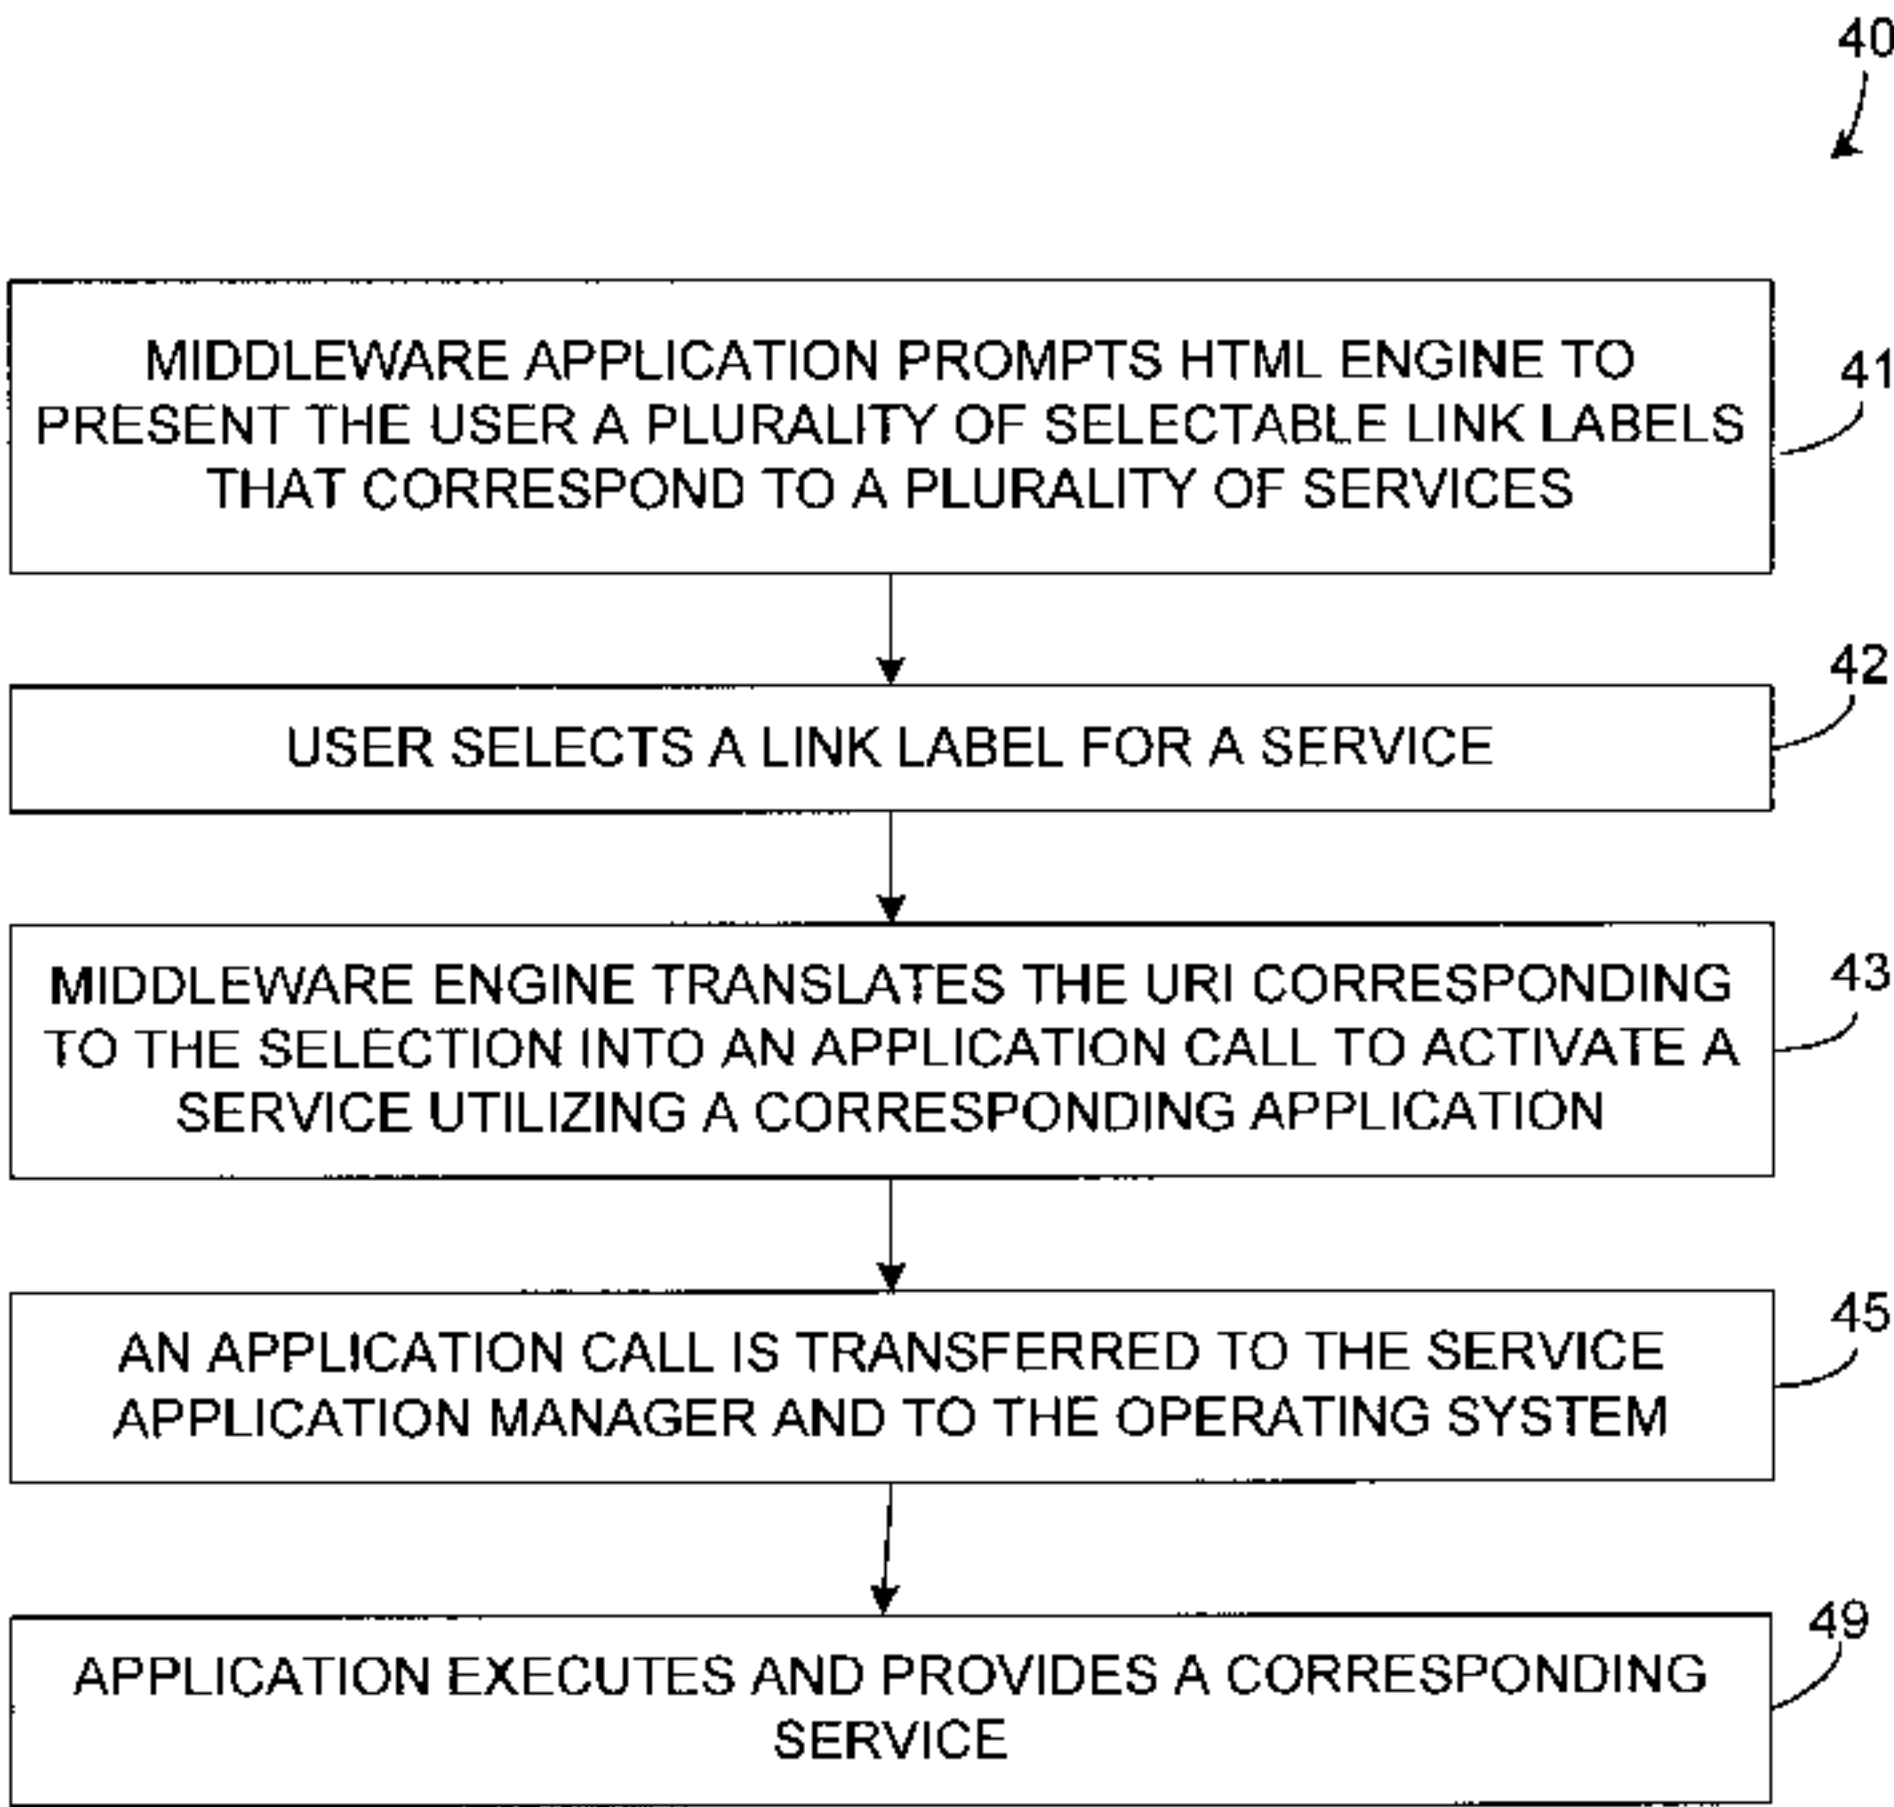 40
MIDDLEWARE APPLICATION PROMPTS HTML ENGINE TO
PRESENT THE USER A PLURALITY OF SELECTABLE LINK LABELS
THAT CORRESPOND TO A PLURALITY OF SERVICES
41
42
USER SELECTS A LINK LABEL FOR A SERVICE
43
MIDDLEWARE ENGINE TRANSLATES THE URI CORRESPONDING
TO THE SELECTION INTO AN APPLICATION CALL TO ACTIVATE A
SERVICE UTILIZING A CORRESPONDING APPLICATION
45
AN APPLICATION CALL IS TRANSFERRED TO THE SERVICE
APPLICATION MANAGER AND TO THE OPERATING SYSTEM
49
APPLICATION EXECUTES AND PROVIDES A CORRESPONDING
SERVICE